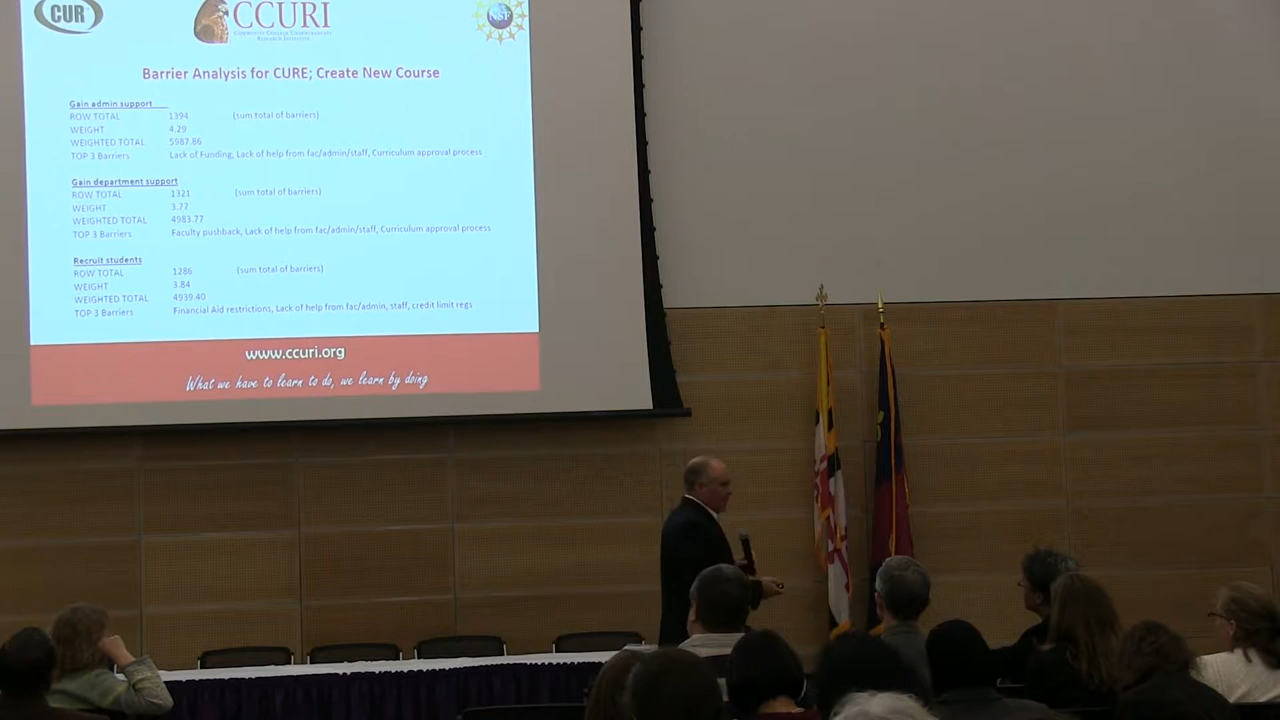 CUR
CCURI
COMMUNITY COLLEGE UNDERGRADUATE
RESEARCH INITIATIVE
NSF
Barrier Analysis for CURE; Create New Course
Gain admin support
ROW TOTAL 1394 (sum total of barriers)
WEIGHT 4.29
WEIGHTED TOTAL 5987.86
TOP 3 Barriers Lack of Funding, Lack of help from fac/admin/staff, Curriculum approval process
Gain department support
ROW TOTAL 1321 (sum total of barriers)
WEIGHT 3.77
WEIGHTED TOTAL 4983.77
TOP 3 Barriers Faculty pushback, Lack of help from fac/admin/staff, Curriculum approval process
Recruit students
ROW TOTAL 1286 (sum total of barriers)
WEIGHT 3.84
WEIGHTED TOTAL 4939.40
TOP 3 Barriers Financial Aid restrictions, Lack of help from fac/admin, staff, credit limit regs
www.ccuri.org
What we have to learn to do, we learn by doing